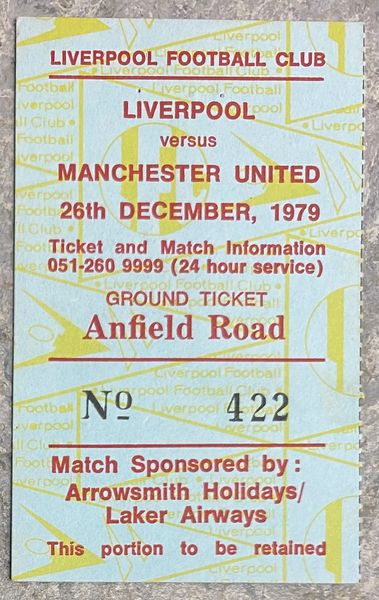 LIVERPOOL FOOTBALL CLUB
LIVERPOOL
versus
MANCHESTER UNITED
26th DECEMBER, 1979
Ticket and Match Information
051-260 9999 (24 hour service)
GROUND TICKET
Anfield Road
Nº 422
Match Sponsored by:
Arrowsmith Holidays/
Laker Airways
This portion to be retained